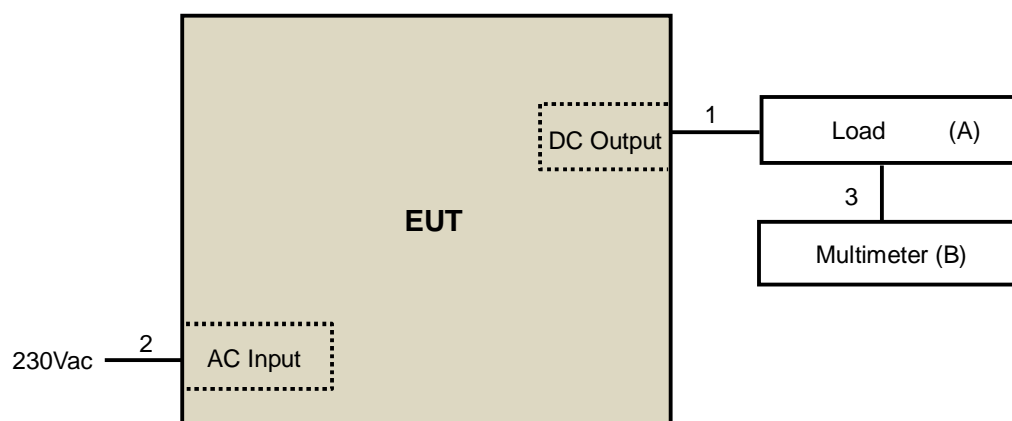 1
DC Output
Load (A)
EUT
3
Multimeter (B)
2
230Vac
AC Input